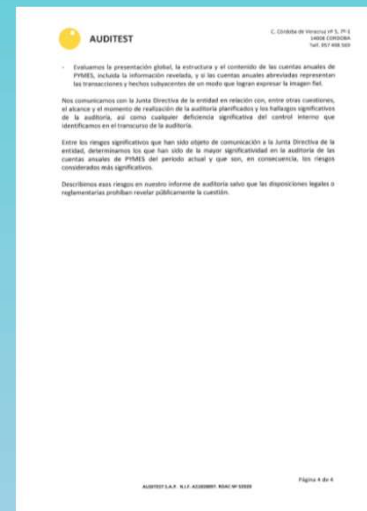 AUDITEST
C. Córdoba de Veracruz nº 5, 1º 6
14008 CORDOBA
Telf. 957 498 509
- Evaluamos la presentación global, la estructura y el contenido de las cuentas anuales de
PYMES, incluida la información revelada, y si las cuentas anuales abreviadas representan
las transacciones y hechos subyacentes de un modo que logran expresar la imagen fiel.
Nos comunicamos con la Junta Directiva de la entidad en relación con, entre otras cuestiones,
el alcance y el momento de realización de la auditoría planificados y los hallazgos significativos
de la auditoría, así como cualquier deficiencia significativa del control interno que
identificamos en el transcurso de la auditoría.
Entre los riesgos significativos que han sido objeto de comunicación a la Junta Directiva de la
entidad, determinamos los que han sido de la mayor significatividad en la auditoría de las
cuentas anuales de PYMES del periodo actual y que son, en consecuencia, los riesgos
considerados más significativos.
Describimos esos riesgos en nuestro informe de auditoría salvo que las disposiciones legales o
reglamentarias prohíban revelar públicamente la cuestión.
Página 4 de 4
AUDITEST S.A.P. N.I.F. ROAC Nº